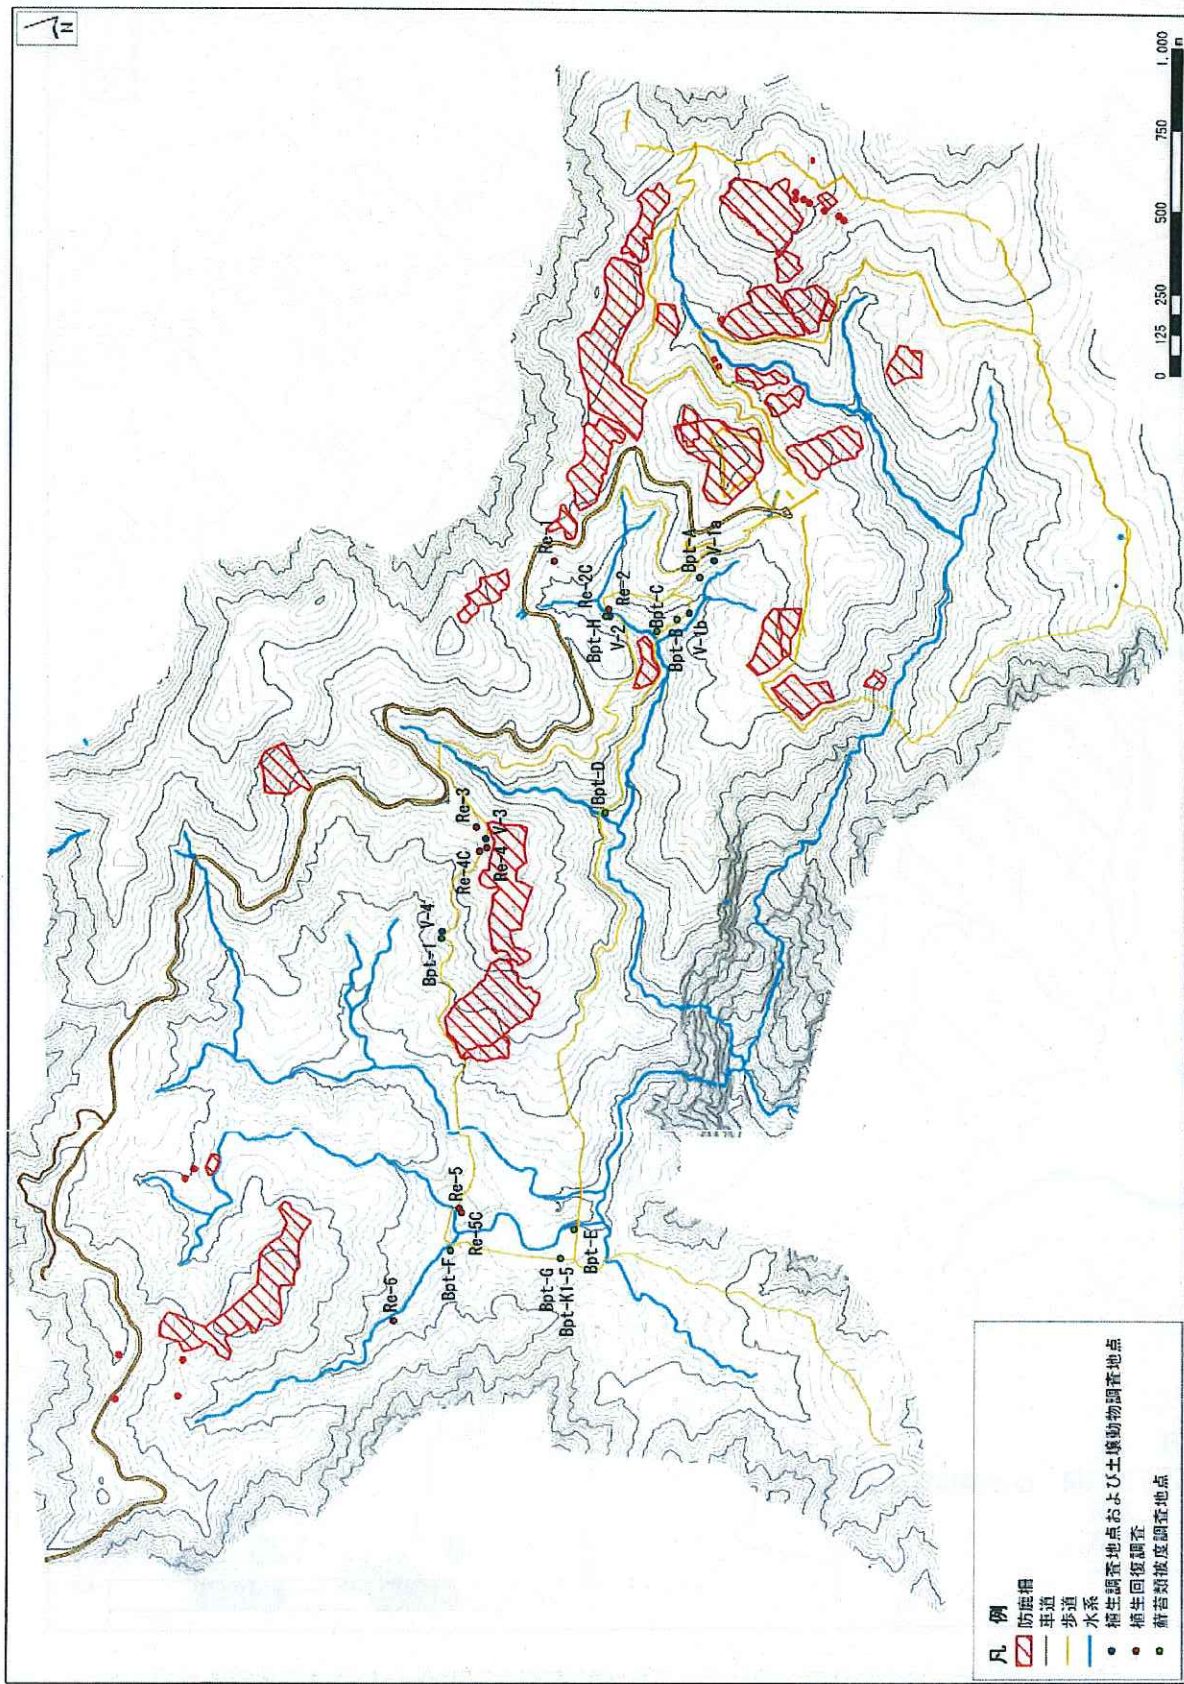 N
Re-1
Re-2C
Re-2
Bpt-H
V-2
Bpt-C
Bpt-A
V-1a
Bpt-B
V-1b
Bpt-D
Re-3
Re-4C
Re-4
V-3
V-4
Bpt-I
Re-5
Re-5C
Bpt-F
Re-6
Bpt-E
Bpt-G
Bpt-K1-5
0 125 250 500 750 1,000
m
凡 例
防鹿柵
車道
歩道
水系
植生調査地点および土壌動物調査地点
植生回復調査
蘚苔類被度調査地点